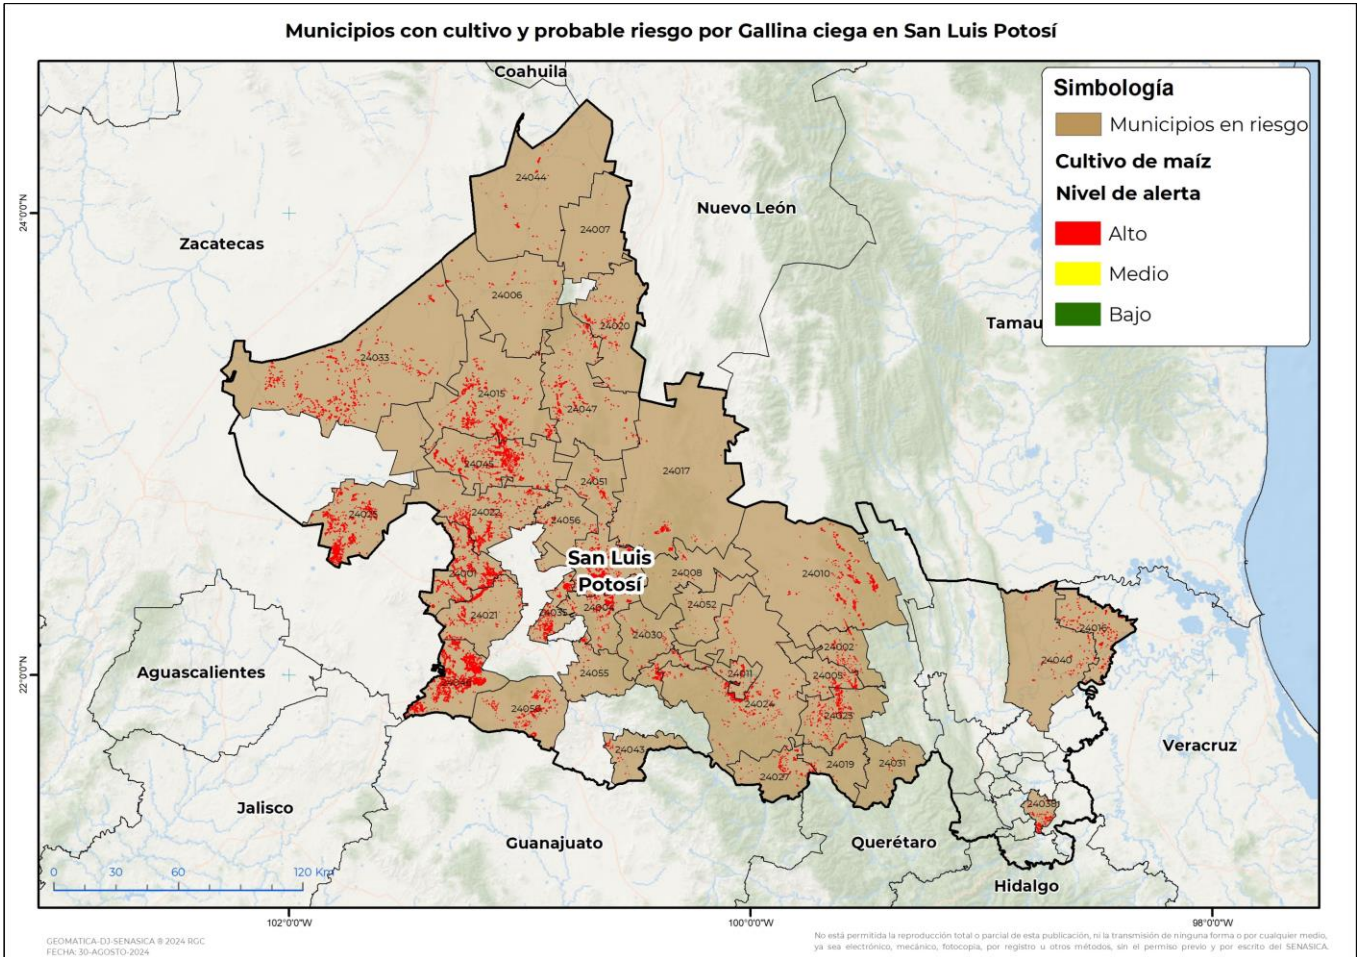 Municipios con cultivo y probable riesgo por Gallina ciega en San Luis Potosí
Coahuila
Simbología
Municipios en riesgo
Cultivo de maíz
Nivel de alerta
Alto
Medio
Bajo
24°0'0"N
24044
Nuevo León
24007
Zacatecas
24006
24020
Tamau
24033
24015
24047
24045
24017
24051
24025
24022
24056
San Luis
Potosí
24001
24008
24010
24052
24035
24021
24030
24016
24002
24040
22°0'0"N
Aguascalientes
24055
24011
24024
24023
24050
Veracruz
24043
24027
24019
24031
24038
Jalisco
Guanajuato
Querétaro
Hidalgo
0 30 60 120 Km
102°0'0"W 100°0'0"W 98°0'0"W
GEOMATICA-DJ-SENASICA ® 2024 RGC
FECHA: 30-AGOSTO-2024
No está permitida la reproducción total o parcial de esta publicación, ni la transmisión de ninguna forma o por cualquier medio,
ya sea electrónico, mecánico, fotocopia, por registro u otros métodos, sin el permiso previo y por escrito del SENASICA.